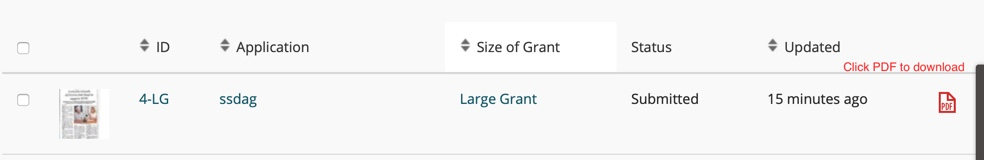 ID Application Size of Grant Status Updated
Click PDF to download
4-LG ssdag Large Grant Submitted 15 minutes ago PDF